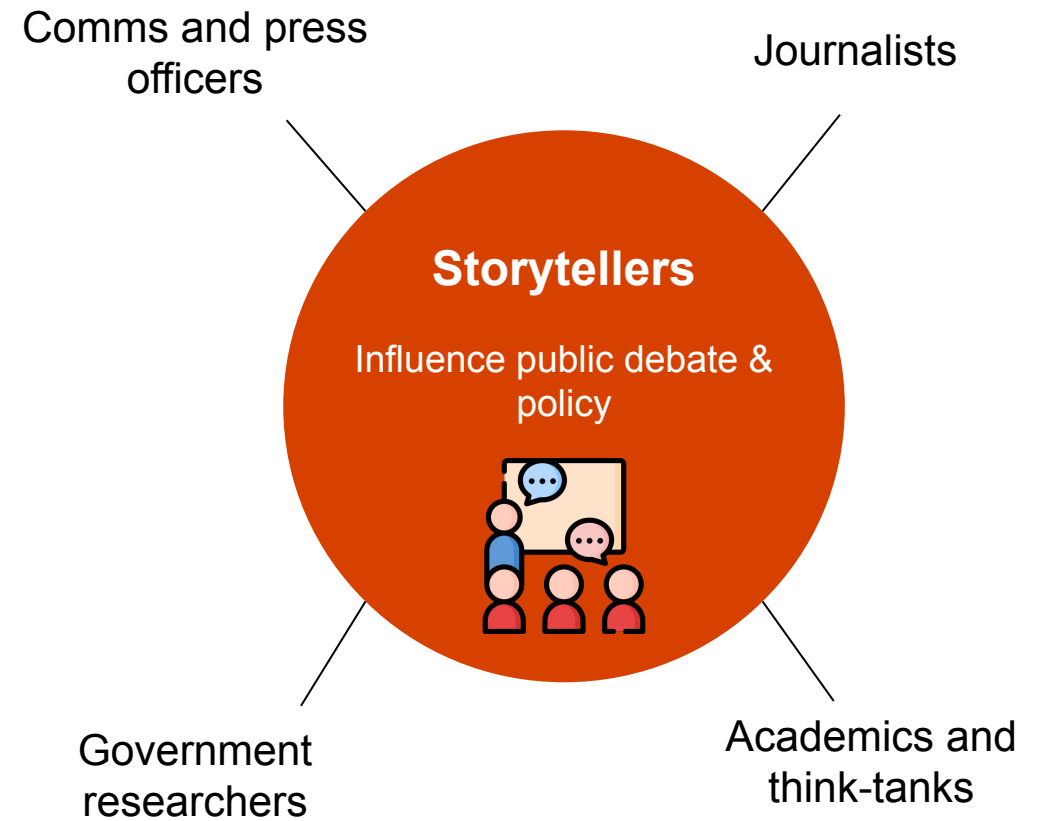 Comms and press
officers
Journalists
Storytellers
Influence public debate &
policy
Government
researchers
Academics and
think-tanks